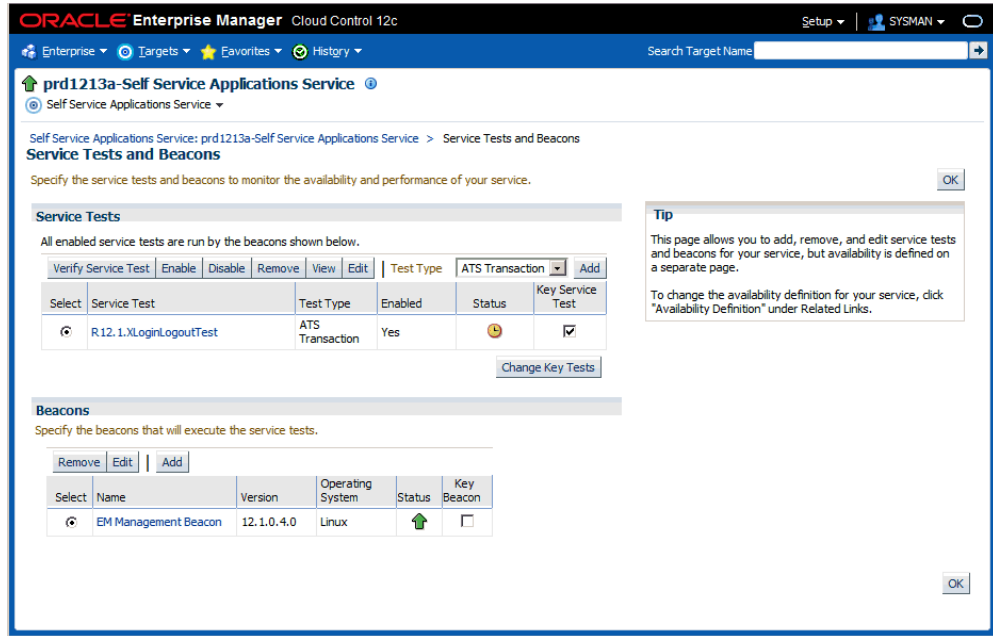 ORACLE Enterprise Manager Cloud Control 12c
Setup SYSMAN
Enterprise Targets Favorites History Search Target Name
prd1213a-Self Service Applications Service
Self Service Applications Service
Self Service Applications Service: prd1213a-Self Service Applications Service > Service Tests and Beacons
Service Tests and Beacons
Specify the service tests and beacons to monitor the availability and performance of your service.
OK
Service Tests
All enabled service tests are run by the beacons shown below.
Verify Service Test Enable Disable Remove View Edit Test Type ATS Transaction Add
Select Service Test Test Type Enabled Status Key Service Test
R12.1.XLoginLogoutTest ATS Transaction Yes
Change Key Tests
Beacons
Specify the beacons that will execute the service tests.
Remove Edit Add
Select Name Version Operating System Status Key Beacon
EM Management Beacon 12.1.0.4.0 Linux
Tip
This page allows you to add, remove, and edit service tests
and beacons for your service, but availability is defined on
a separate page.
To change the availability definition for your service, click
"Availability Definition" under Related Links.
OK